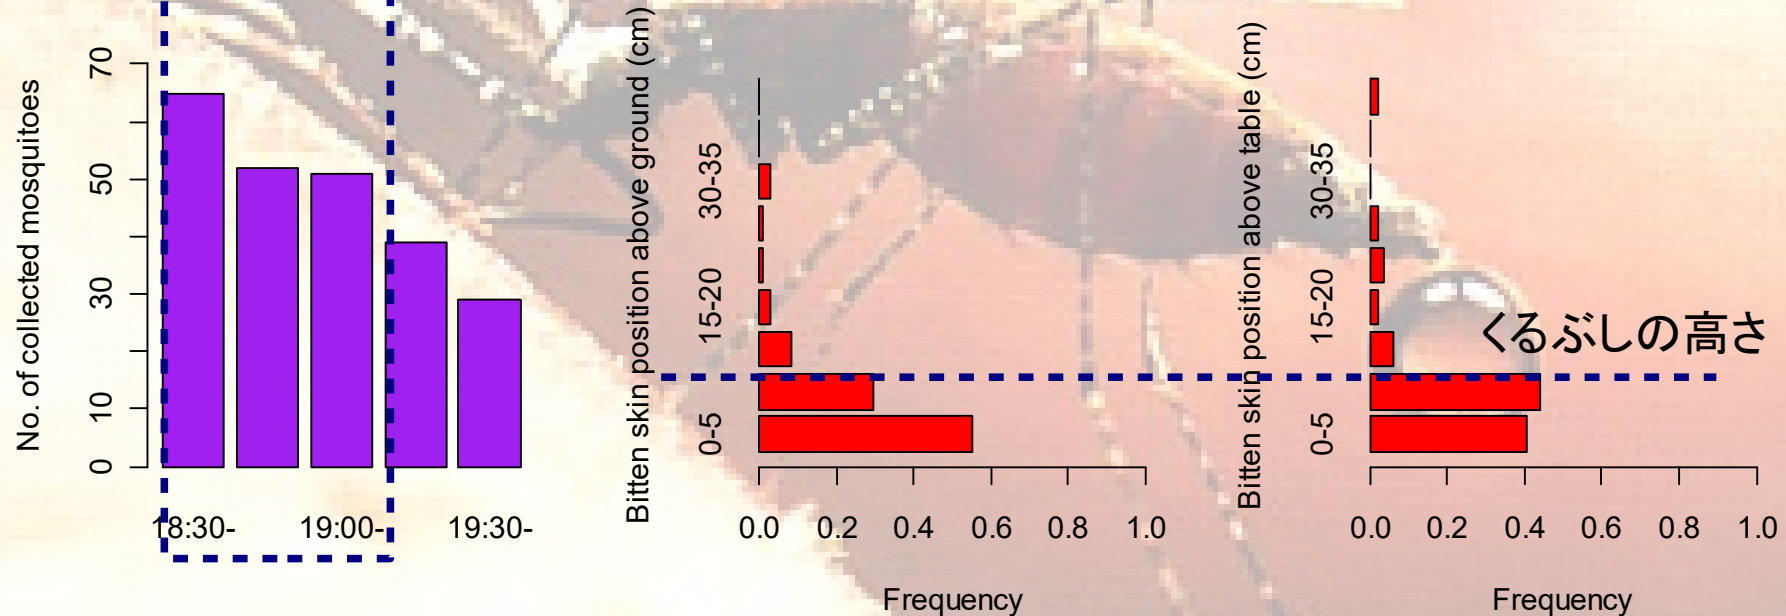 No. of collected mosquitoes
70
50
30
10
0
18:30-
19:00-
19:30-
Bitten skin position above ground (cm)
30-35
15-20
0-5
0.0 0.2 0.4 0.6 0.8 1.0
Frequency
Bitten skin position above table (cm)
30-35
15-20
0-5
くるぶしの高さ
0.0 0.2 0.4 0.6 0.8 1.0
Frequency